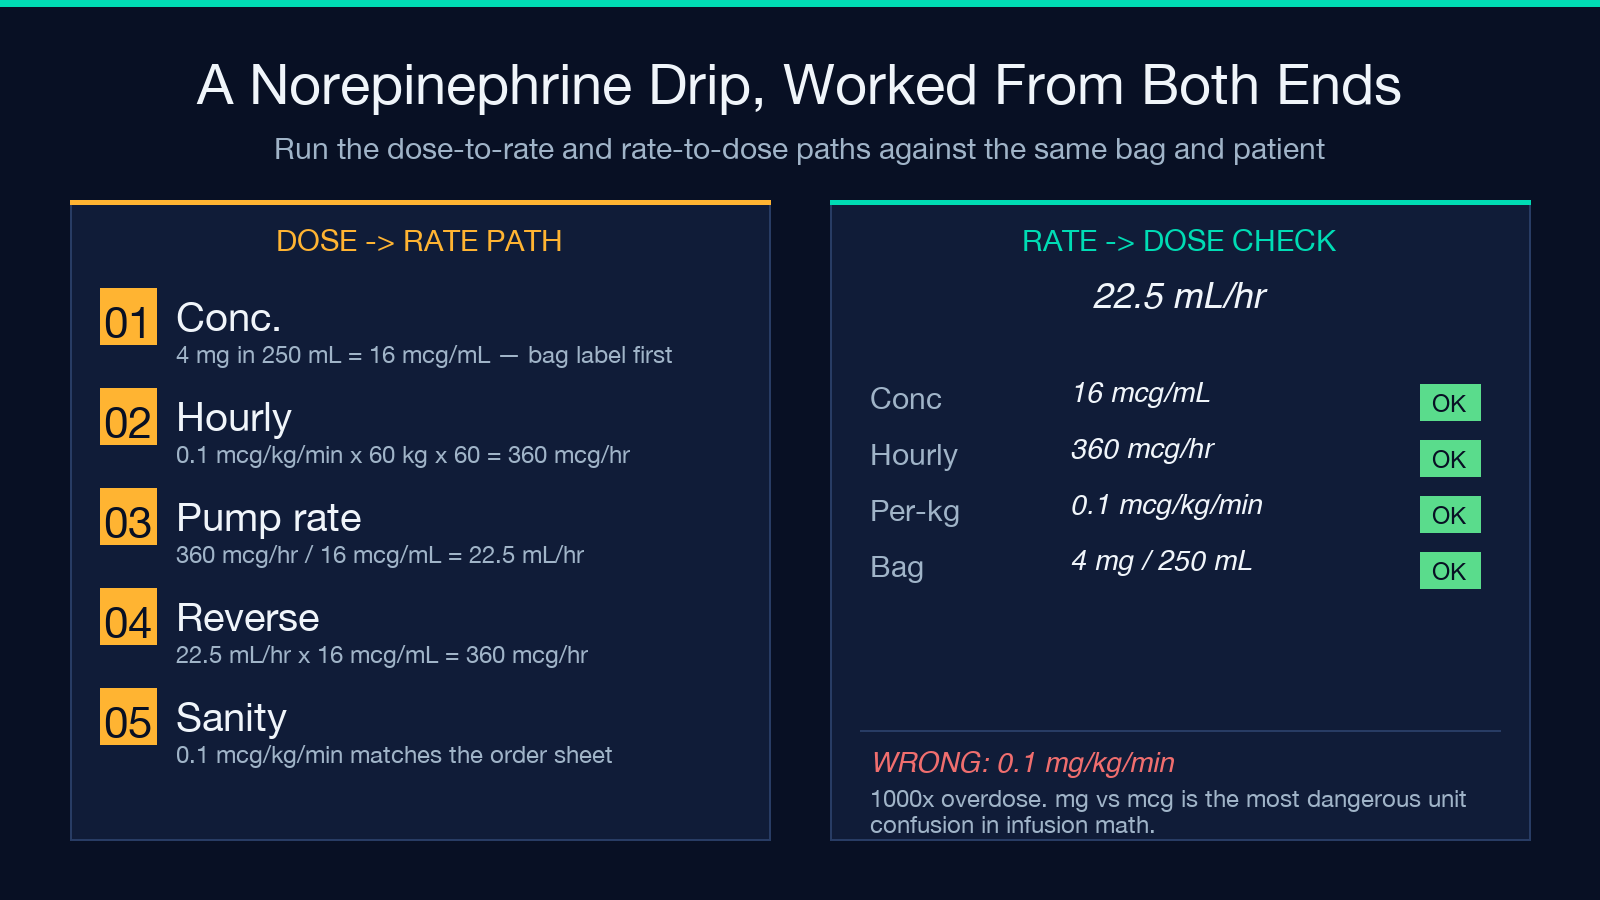 A Norepinephrine Drip, Worked From Both Ends
Run the dose-to-rate and rate-to-dose paths against the same bag and patient
DOSE -> RATE PATH
01
Conc.
4 mg in 250 mL = 16 mcg/mL — bag label first
02
Hourly
0.1 mcg/kg/min x 60 kg x 60 = 360 mcg/hr
03
Pump rate
360 mcg/hr / 16 mcg/mL = 22.5 mL/hr
04
Reverse
22.5 mL/hr x 16 mcg/mL = 360 mcg/hr
05
Sanity
0.1 mcg/kg/min matches the order sheet
RATE -> DOSE CHECK
22.5 mL/hr
Conc 16 mcg/mL OK
Hourly 360 mcg/hr OK
Per-kg 0.1 mcg/kg/min OK
Bag 4 mg / 250 mL OK
WRONG: 0.1 mg/kg/min
1000x overdose. mg vs mcg is the most dangerous unit
confusion in infusion math.